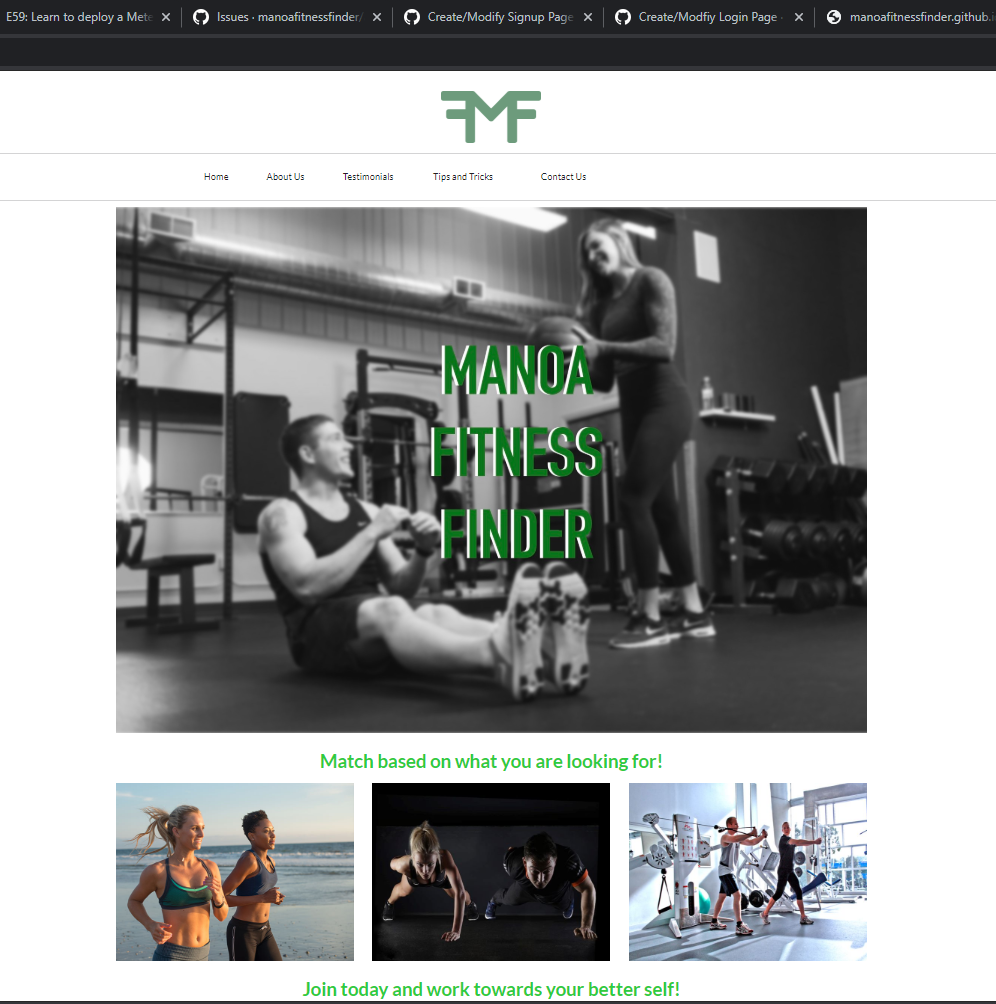 E59: Learn to deploy a Mete
Issues · manoafitnessfinder/
Create/Modify Signup Page
Create/Modfiy Login Page ·
manoafitnessfinder.github.i
FMF
Home About Us Testimonials Tips and Tricks Contact Us
MANOA
FITNESS
FINDER
Match based on what you are looking for!
Join today and work towards your better self!